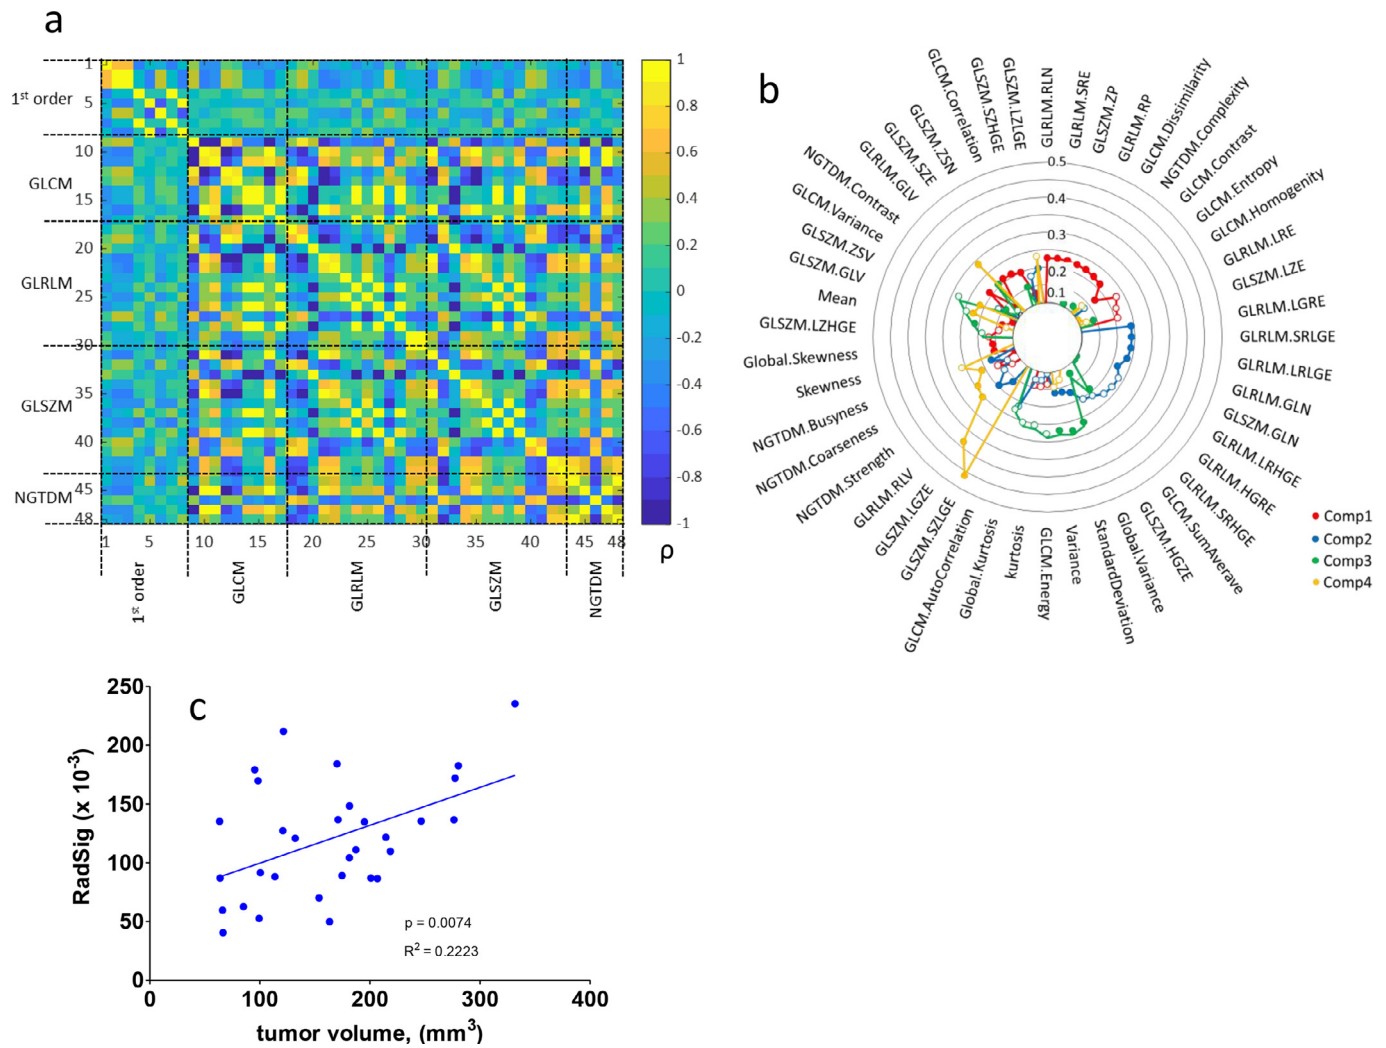 a
1
5
10
15
20
25
30
35
40
45
48
1st order
GLCM
GLRLM
GLSZM
NGTDM
1
5
10
15
20
30
35
40
45
48
1st order
GLCM
GLRLM
GLSZM
NGTDM
1
0.8
0.6
0.4
0.2
0
-0.2
-0.4
-0.6
-0.8
-1
ρ
b
GLRLM.RLN
GLRLM.SRE
GLSZM.ZP
GLRLM.RP
GLCM.Dissimilarity
NGTDM.Complexity
GLCM.Contrast
GLCM.Entropy
GLCM.Homogenity
GLRLM.LRE
GLSZM.LZE
GLRLM.LGRE
GLRLM.SRLGE
GLRLM.LRLGE
GLRLM.GLN
GLSZM.GLN
GLRLM.LRHGE
GLRLM.HGRE
GLRLM.SRHGE
GLCM.SumAverave
GLSZM.HGZE
Global.Variance
StandardDeviation
Variance
GLCM.Energy
kurtosis
Global.Kurtosis
GLCM.AutoCorrelation
GLSZM.SZLGE
GLSZM.LGZE
GLRLM.RLV
NGTDM.Strength
NGTDM.Coarseness
NGTDM.Busyness
Skewness
Global.Skewness
GLSZM.LZHGE
Mean
GLSZM.GLV
GLSZM.ZSV
GLCM.Variance
NGTDM.Contrast
GLRLM.GLV
GLSZM.SZE
GLSZM.ZSN
GLCM.Correlation
GLSZM.SZHGE
GLSZM.LZLGE
0.5
0.4
0.3
0.2
0.1
Comp1
Comp2
Comp3
Comp4
c
250
200
150
100
50
0
RadSig (x 10-3)
p = 0.0074
R2 = 0.2223
0
100
200
300
400
tumor volume, (mm3)